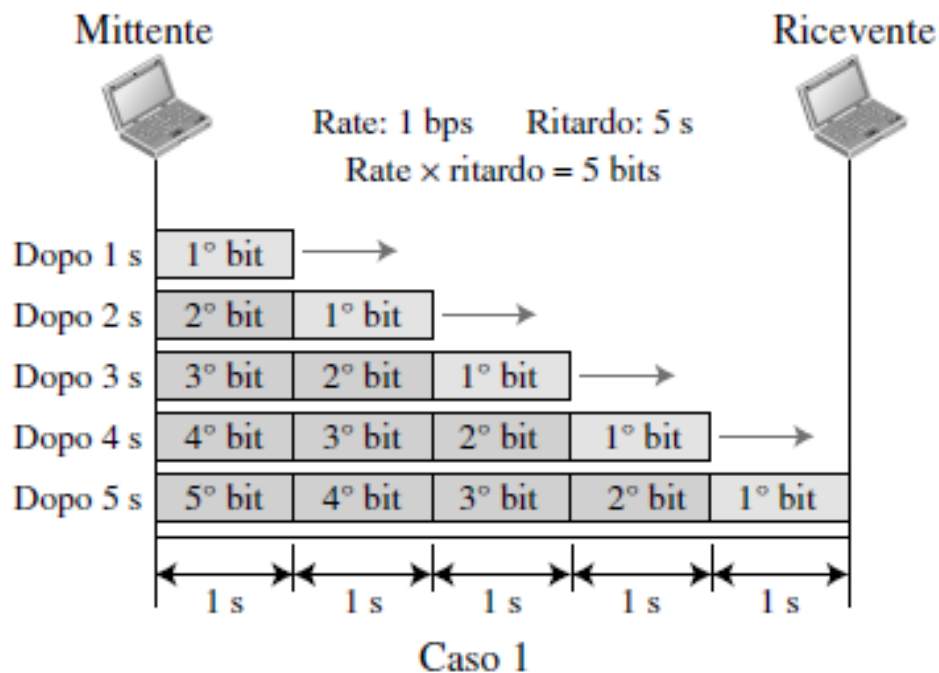 Mittente Ricevente
Rate: 1 bps Ritardo: 5 s
Rate × ritardo = 5 bits
Dopo 1 s 1° bit
Dopo 2 s 2° bit 1° bit
Dopo 3 s 3° bit 2° bit 1° bit
Dopo 4 s 4° bit 3° bit 2° bit 1° bit
Dopo 5 s 5° bit 4° bit 3° bit 2° bit 1° bit
1 s 1 s 1 s 1 s 1 s
Caso 1